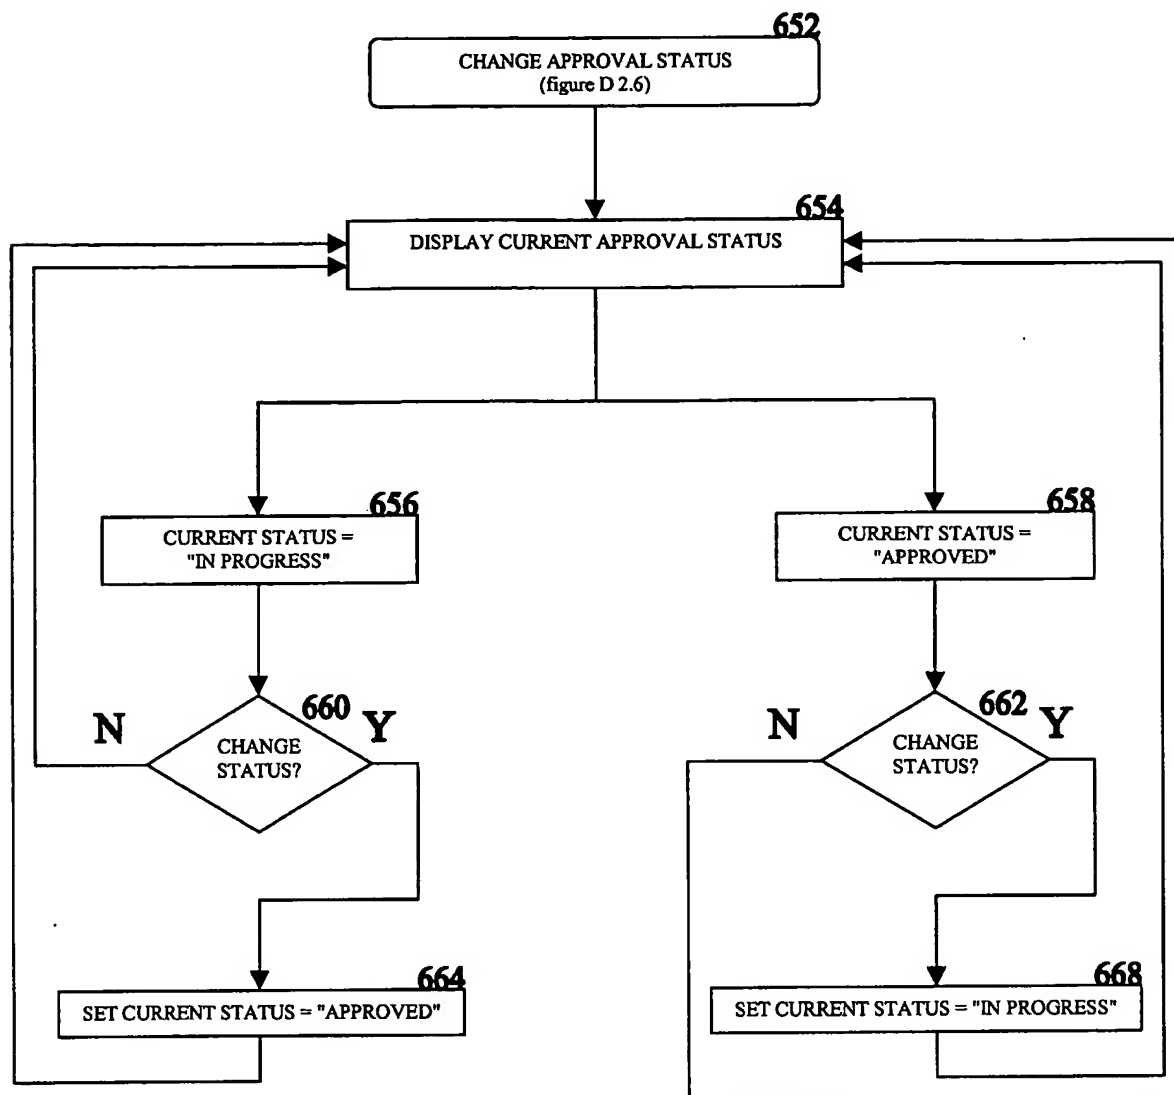 652
CHANGE APPROVAL STATUS
(figure D 2.6)
654
DISPLAY CURRENT APPROVAL STATUS
656
CURRENT STATUS =
"IN PROGRESS"
658
CURRENT STATUS =
"APPROVED"
660
N
Y
CHANGE
STATUS?
662
N
Y
CHANGE
STATUS?
664
SET CURRENT STATUS = "APPROVED"
668
SET CURRENT STATUS = "IN PROGRESS"